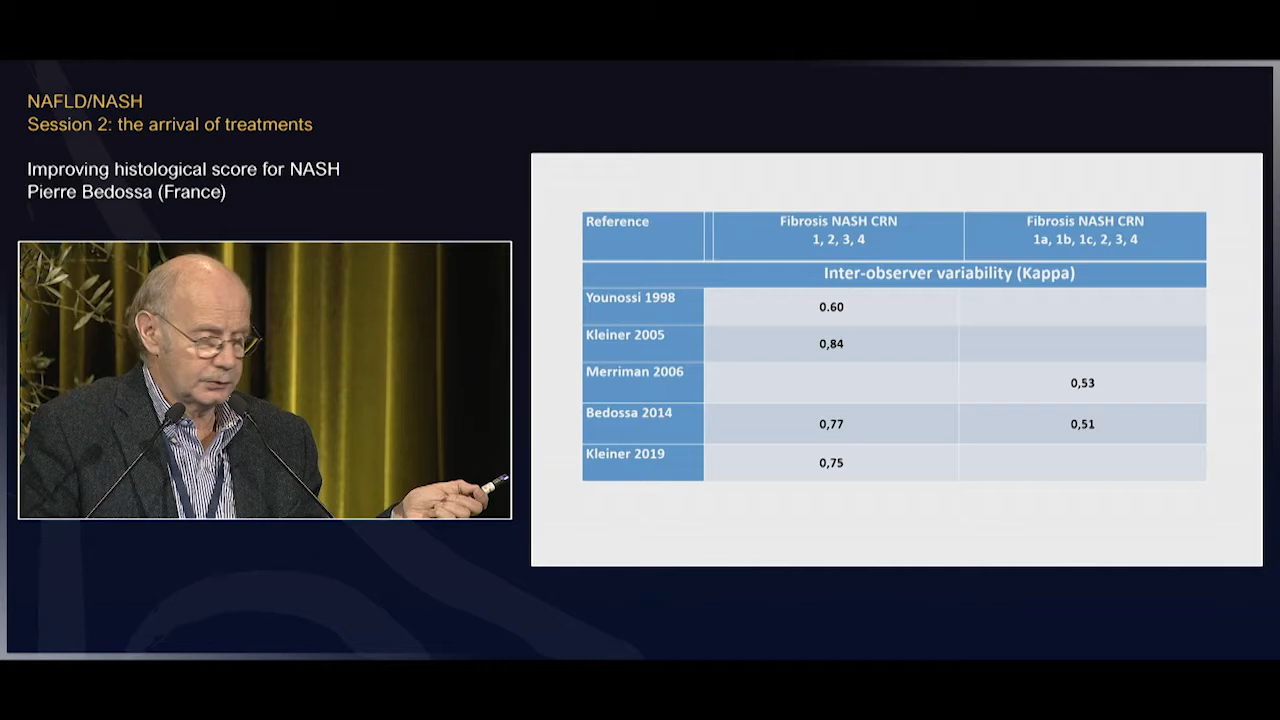 NAFLD/NASH
Session 2: the arrival of treatments
Improving histological score for NASH
Pierre Bedossa (France)
Reference
Fibrosis NASH CRN
1, 2, 3, 4
Fibrosis NASH CRN
1a, 1b, 1c, 2, 3, 4
Inter-observer variability (Kappa)
Younossi 1998
0.60
Kleiner 2005
0,84
Merriman 2006
0,53
Bedossa 2014
0,77
0,51
Kleiner 2019
0,75